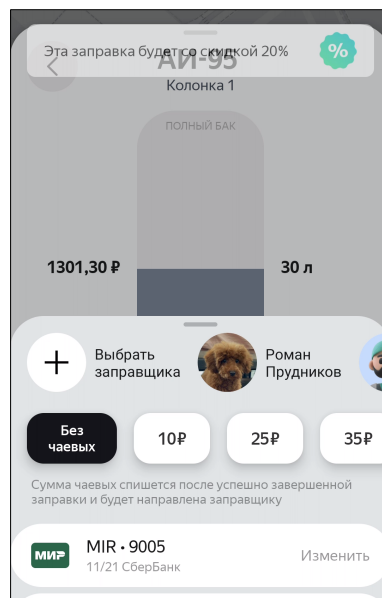 Эта заправка будет со скидкой 20%
АИ-95
%
Колонка 1
ПОЛНЫЙ БАК
1301,30 ₽
30 л
Выбрать
заправщика
Роман
Прудников
Без
чаевых
10₽
25₽
35₽
Сумма чаевых спишется после успешно завершенной
заправки и будет направлена заправщику
МИР
MIR • 9005
11/21 СберБанк
Изменить